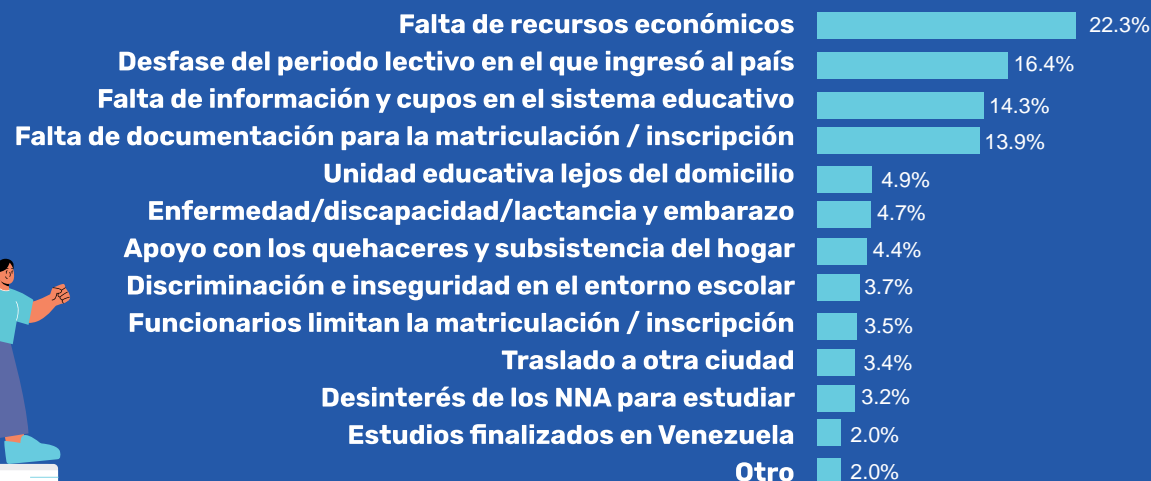 Falta de recursos económicos 22.3%
Desfase del periodo lectivo en el que ingresó al país 16.4%
Falta de información y cupos en el sistema educativo 14.3%
Falta de documentación para la matriculación / inscripción 13.9%
Unidad educativa lejos del domicilio 4.9%
Enfermedad/discapacidad/lactancia y embarazo 4.7%
Apoyo con los quehaceres y subsistencia del hogar 4.4%
Discriminación e inseguridad en el entorno escolar 3.7%
Funcionarios limitan la matriculación / inscripción 3.5%
Traslado a otra ciudad 3.4%
Desinterés de los NNA para estudiar 3.2%
Estudios finalizados en Venezuela 2.0%
Otro 2.0%